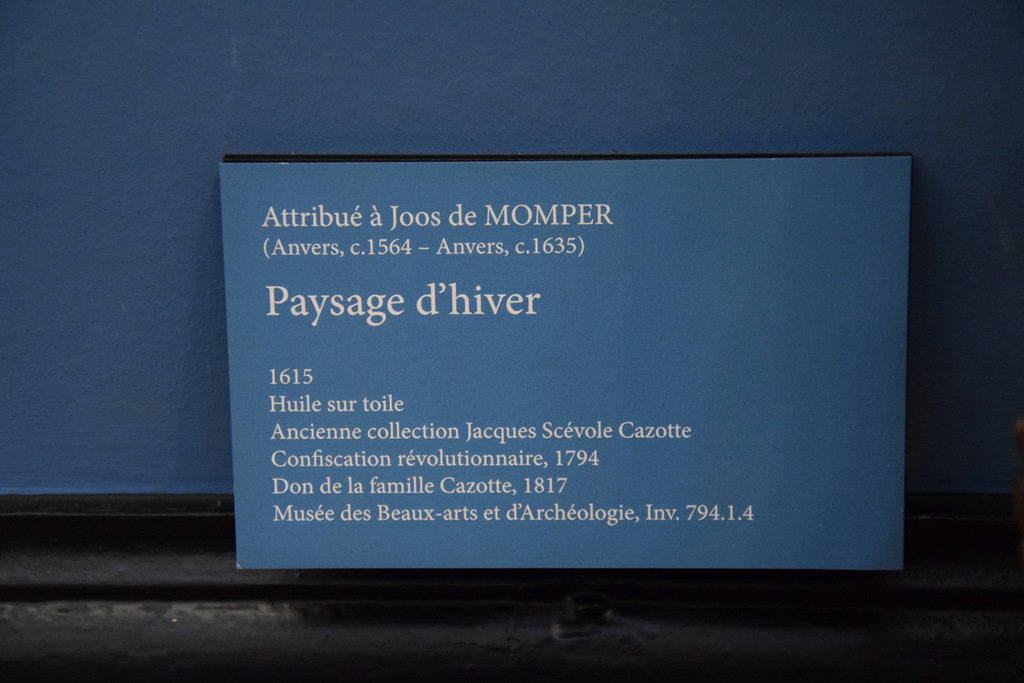 Attribué à Joos de MOMPER
(Anvers, c.1564 – Anvers, c.1635)
Paysage d’hiver
1615
Huile sur toile
Ancienne collection Jacques Scévole Cazotte
Confiscation révolutionnaire, 1794
Don de la famille Cazotte, 1817
Musée des Beaux-arts et d’Archéologie, Inv. 794.1.4